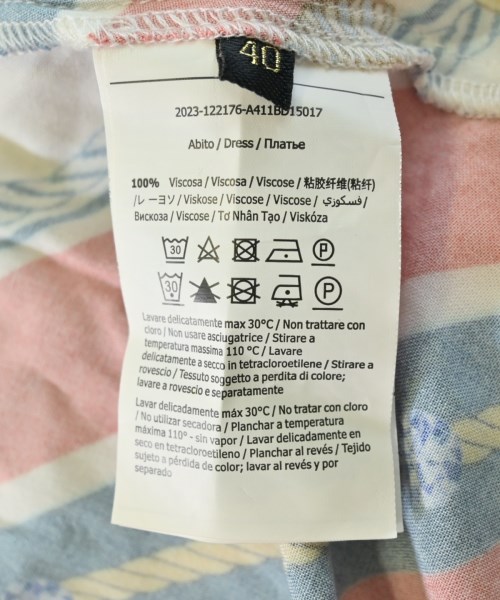 40
2023-122176-A411BD15017
Abito / Dress / Платье
100% Viscosa / Viscosa / Viscose / 粘胶纤维(粘纤)
/レーヨン / Viskose / Viscose / Viscose / فسكوزي /
Вискоза / Viscose / Tơ Nhân Tạo / Viskóza
30 P
30 P
Lavare delicatamente max 30°C / Non trattare con
cloro / Non usare asciugatrice / Stirare a
temperatura massima 110 °C / Lavare
delicatamente a secco in tetracloroetilene / Stirare a
rovescio / Tessuto soggetto a perdita di colore;
lavare a rovescio e separatamente
Lavar delicadamente máx 30°C / No tratar con cloro
/ No utilizar secadora / Planchar a temperatura
máxima 110° - sin vapor / Lavar delicadamente en
seco en tetracloroetileno / Planchar al revés / Tejido
sujeto a pérdida de color; lavar al revés y por
separado